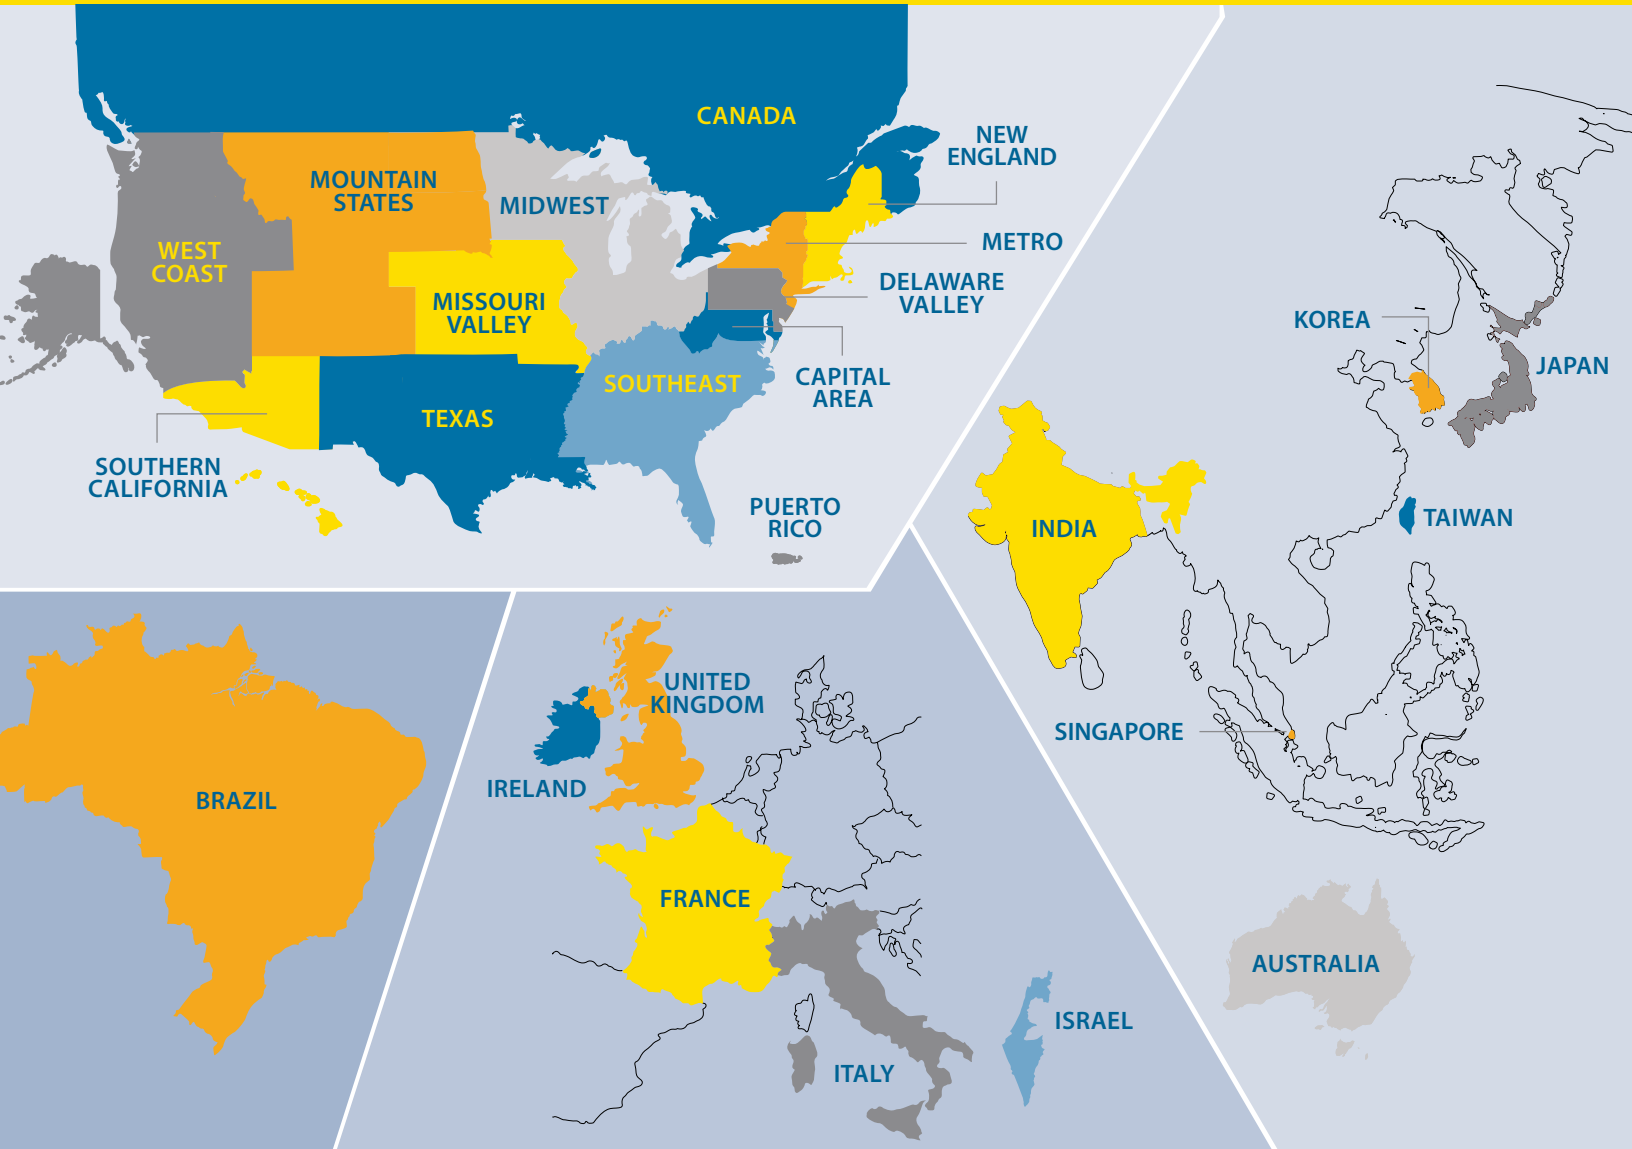 CANADA
NEW
ENGLAND
MOUNTAIN
STATES
MIDWEST
METRO
WEST
COAST
DELAWARE
VALLEY
MISSOURI
VALLEY
SOUTHEAST
CAPITAL
AREA
TEXAS
SOUTHERN
CALIFORNIA
PUERTO
RICO
KOREA
JAPAN
INDIA
TAIWAN
SINGAPORE
AUSTRALIA
BRAZIL
UNITED
KINGDOM
IRELAND
FRANCE
ITALY
ISRAEL